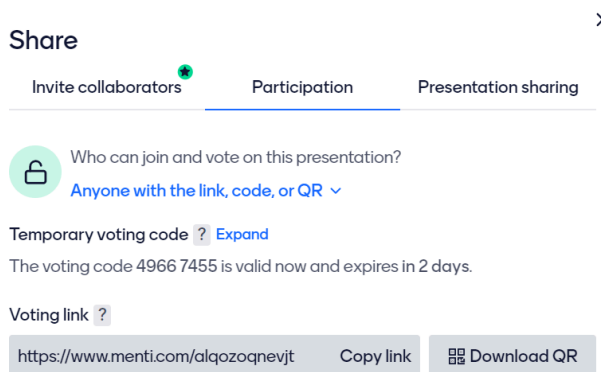 Share
Invite collaborators Participation Presentation sharing
Who can join and vote on this presentation?
Anyone with the link, code, or QR
Temporary voting code ? Expand
The voting code 4966 7455 is valid now and expires in 2 days.
Voting link ?
https://www.menti.com/alqozoqnevjt Copy link Download QR